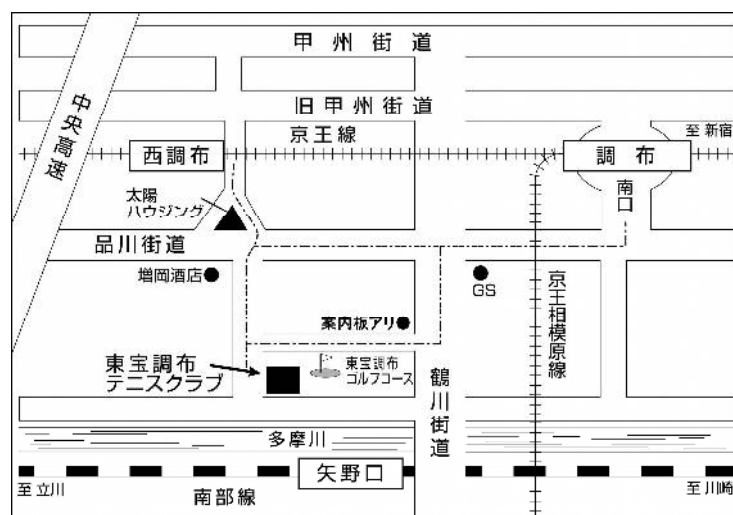 甲州街道
旧甲州街道
中央高速
京王線
至 新宿
西調布
調布
南口
太陽
ハウジング
品川街道
増岡酒店
GS
京王相模原線
案内板アリ
東宝調布
テニスクラブ
東宝調布
ゴルフコース
鶴川街道
多摩川
矢野口
至 立川
南部線
至 川崎